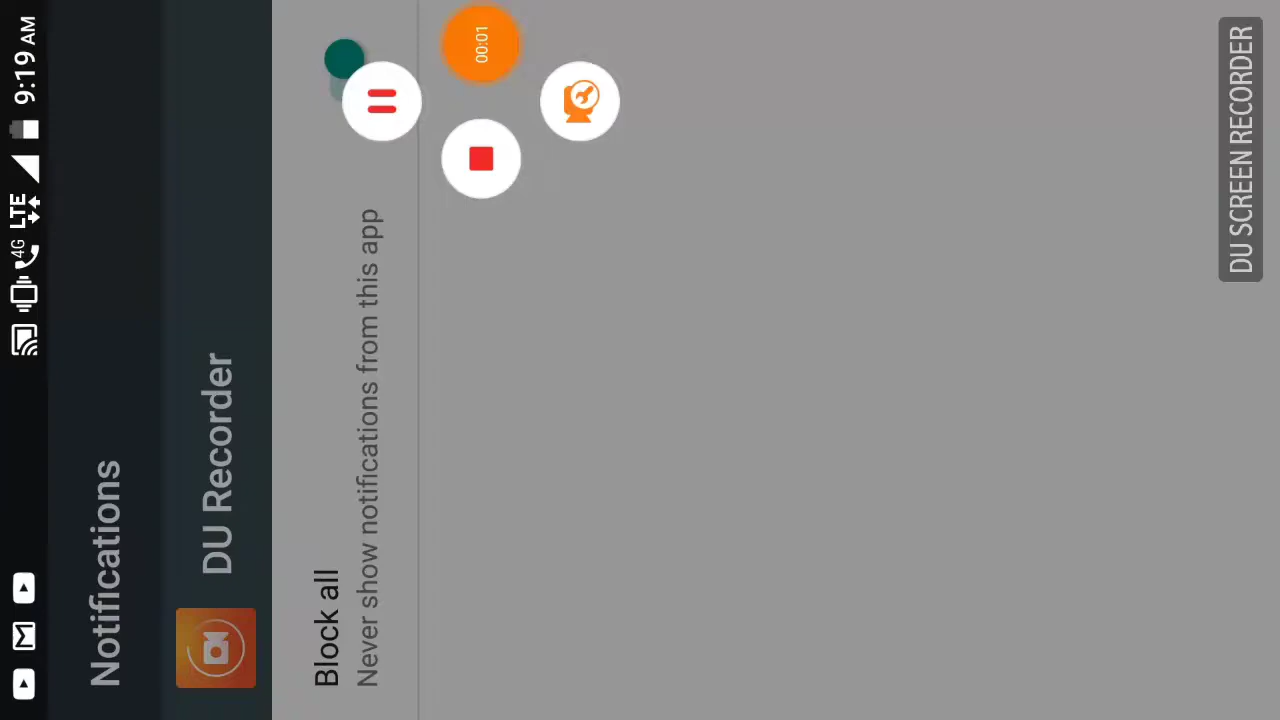 4G LTE 9:19 AM
Notifications
DU Recorder
Block all
Never show notifications from this app
00:01
DU SCREEN RECORDER